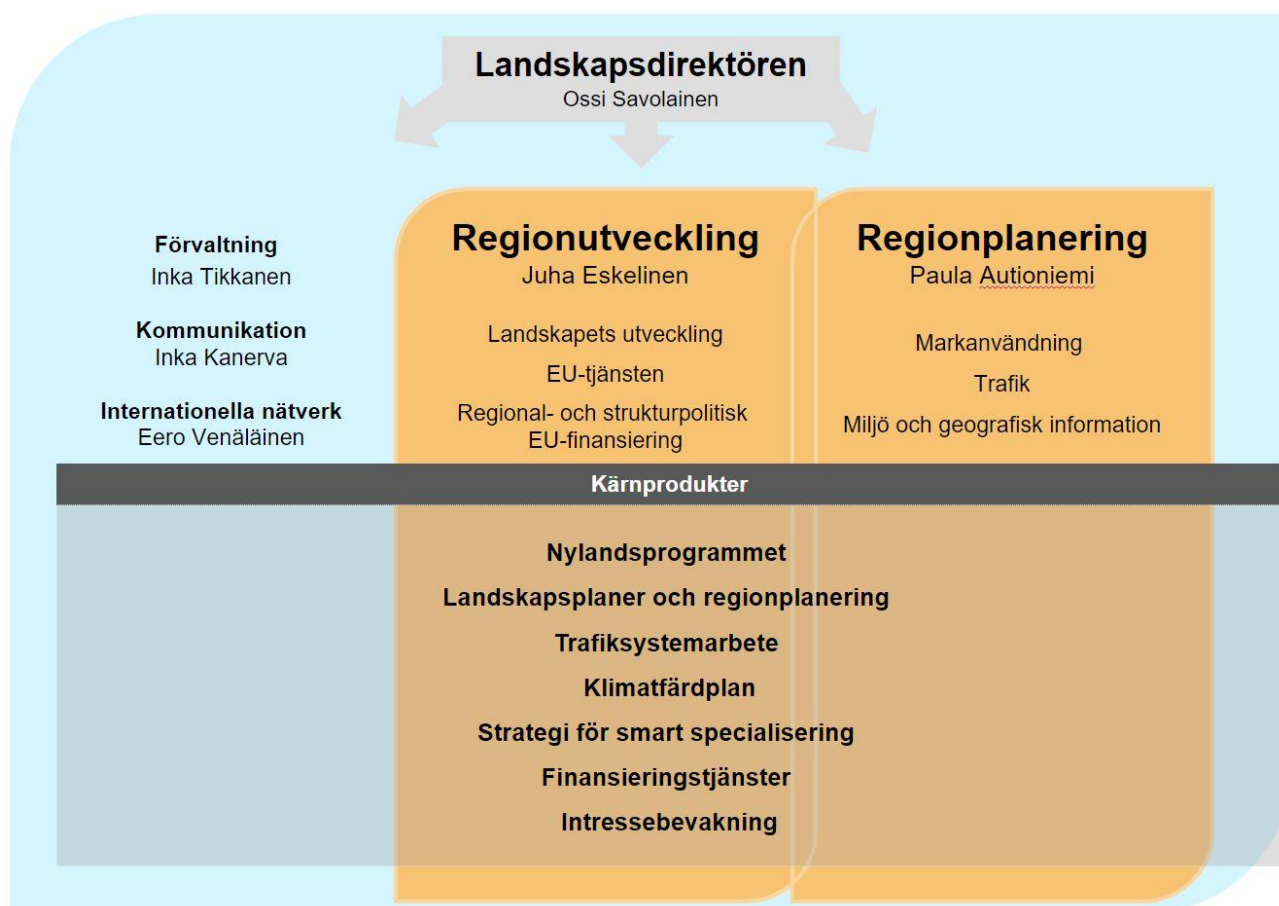 Landskapsdirektören
Ossi Savolainen
Förvaltning
Inka Tikkanen
Kommunikation
Inka Kanerva
Internationella nätverk
Eero Venäläinen
Regionutveckling
Juha Eskelinen
Landskapets utveckling
EU-tjänsten
Regional- och strukturpolitisk
EU-finansiering
Regionplanering
Paula Autioniemi
Markanvändning
Trafik
Miljö och geografisk information
Kärnprodukter
Nylandsprogrammet
Landskapsplaner och regionplanering
Trafiksystemarbete
Klimatfärdplan
Strategi för smart specialisering
Finansieringstjänster
Intressebevakning